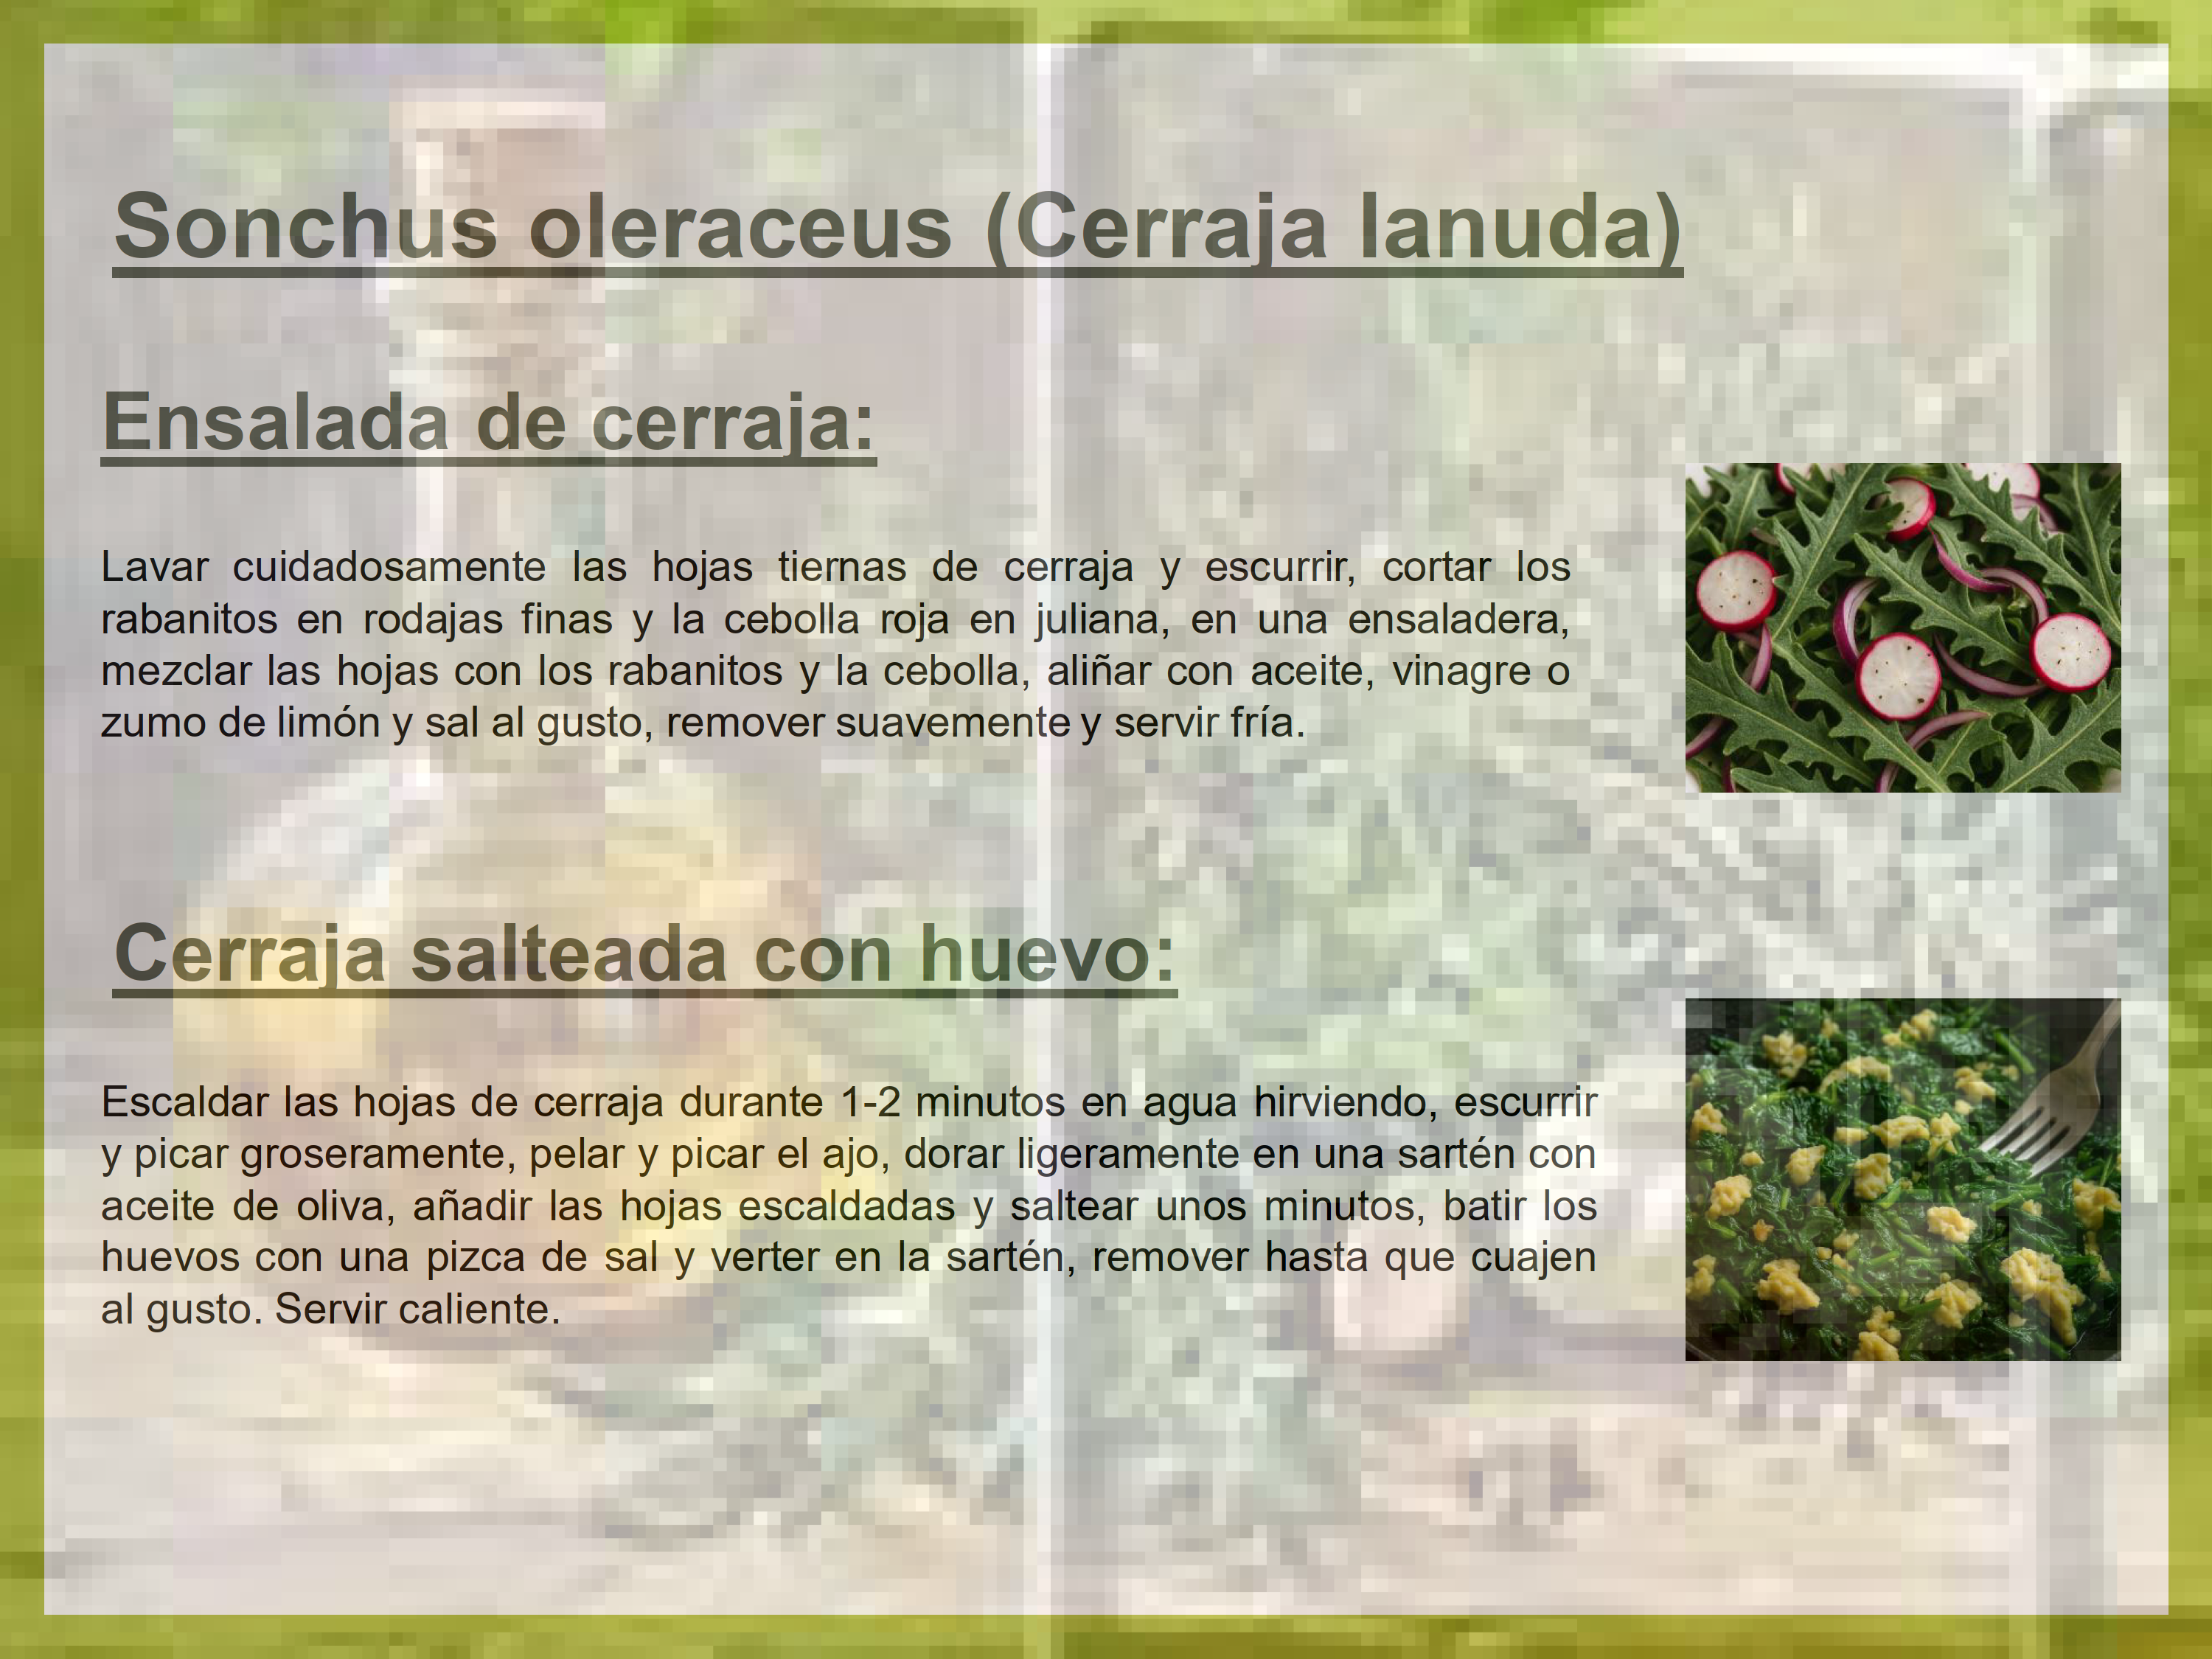 Sonchus oleraceus (Cerraja lanuda)
Ensalada de cerraja:
Lavar cuidadosamente las hojas tiernas de cerraja y escurrir, cortar los
rabanitos en rodajas finas y la cebolla roja en juliana, en una ensaladera,
mezclar las hojas con los rabanitos y la cebolla, aliñar con aceite, vinagre o
zumo de limón y sal al gusto, remover suavemente y servir fría.
Cerraja salteada con huevo:
Escaldar las hojas de cerraja durante 1-2 minutos en agua hirviendo, escurrir
y picar groseramente, pelar y picar el ajo, dorar ligeramente en una sartén con
aceite de oliva, añadir las hojas escaldadas y saltear unos minutos, batir los
huevos con una pizca de sal y verter en la sartén, remover hasta que cuajen
al gusto. Servir caliente.